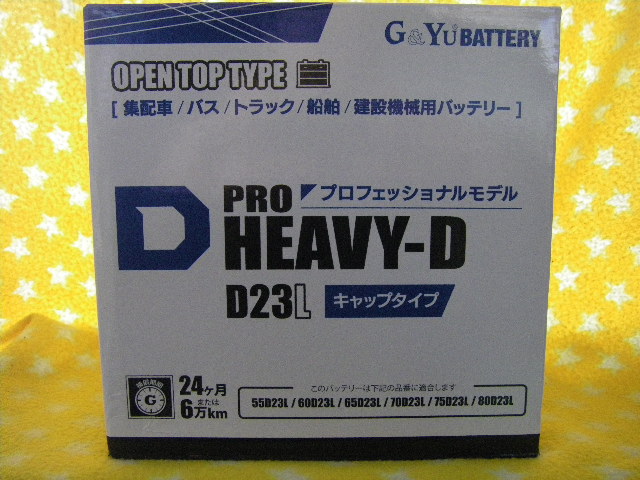 G&Yu BATTERY
OPEN TOP TYPE
[ 集配車/バス/トラック/船舶/建設機械用バッテリー ]
D
PRO
プロフェッショナルモデル
HEAVY-D
D23L
キャップタイプ
G
24ヶ月
または
6万km
このバッテリーは下記の品番に適合します
55D23L / 60D23L / 65D23L / 70D23L / 75D23L / 80D23L